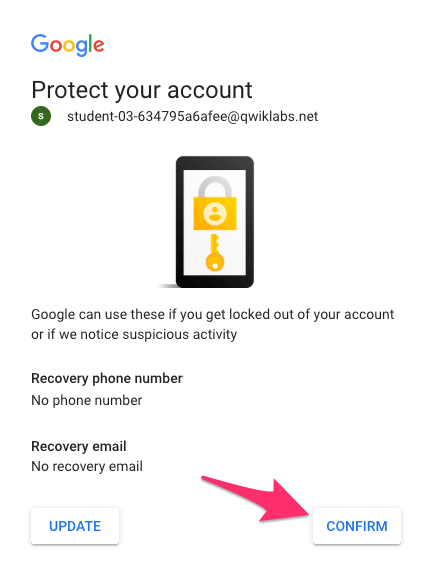 Google
Protect your account
S
student-03-634795a6afee@qwiklabs.net
Google can use these if you get locked out of your account
or if we notice suspicious activity
Recovery phone number
No phone number
Recovery email
No recovery email
UPDATE
CONFIRM